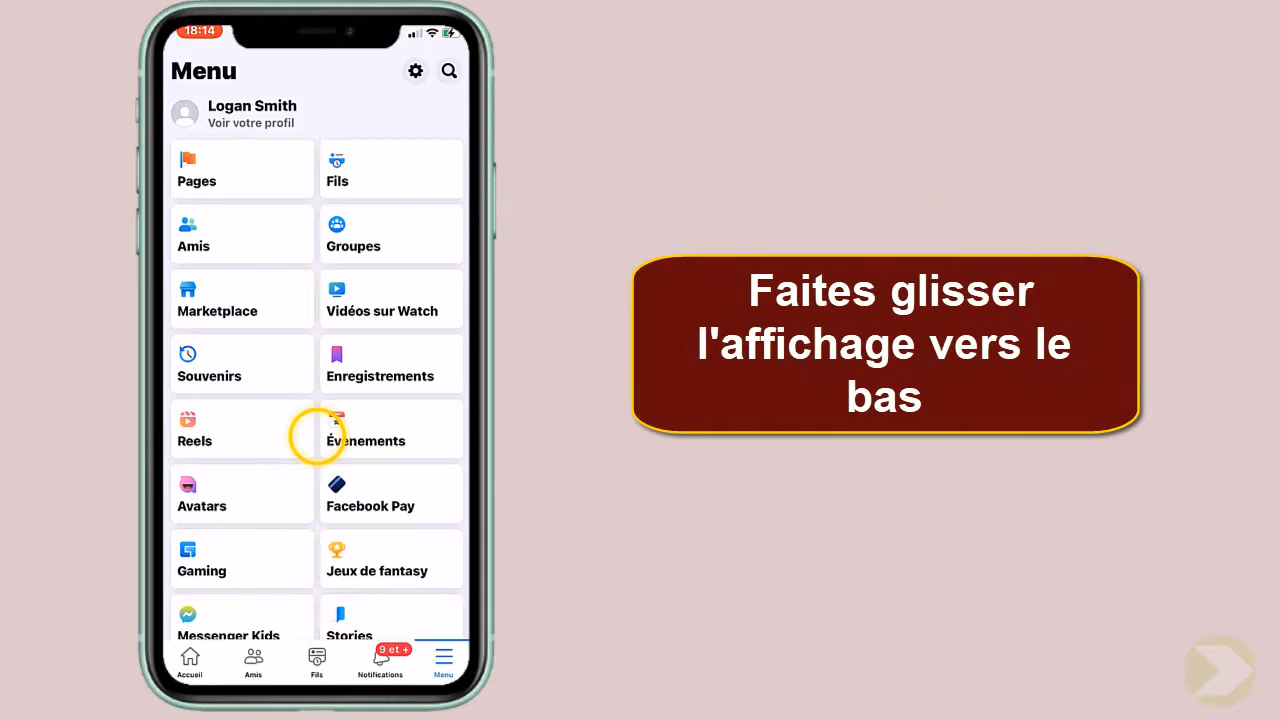 18:14
Menu
Logan Smith
Voir votre profil
Pages
Fils
Amis
Groupes
Marketplace
Vidéos sur Watch
Souvenirs
Enregistrements
Reels
Évenements
Avatars
Facebook Pay
Gaming
Jeux de fantasy
Messenger Kids
Stories
9 et +
Accueil
Amis
Fils
Notifications
Menu
Faites glisser
l'affichage vers le
bas